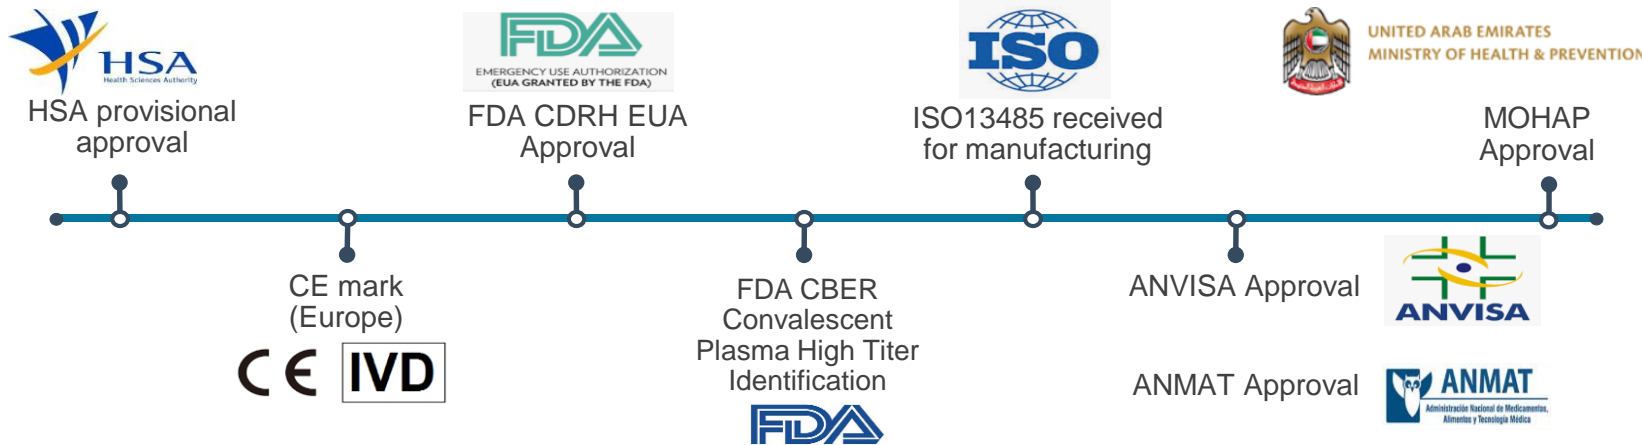 HSA
Health Sciences Authority
HSA provisional
approval
FDA
EMERGENCY USE AUTHORIZATION
(EUA GRANTED BY THE FDA)
FDA CDRH EUA
Approval
ISO
ISO13485 received
for manufacturing
UNITED ARAB EMIRATES
MINISTRY OF HEALTH & PREVENTION
MOHAP
Approval
CE mark
(Europe)
CE IVD
FDA CBER
Convalescent
Plasma High Titer
Identification
FDA
ANVISA Approval
ANVISA
ANMAT Approval
ANMAT
Administración Nacional de Medicamentos,
Alimentos y Tecnología Médica